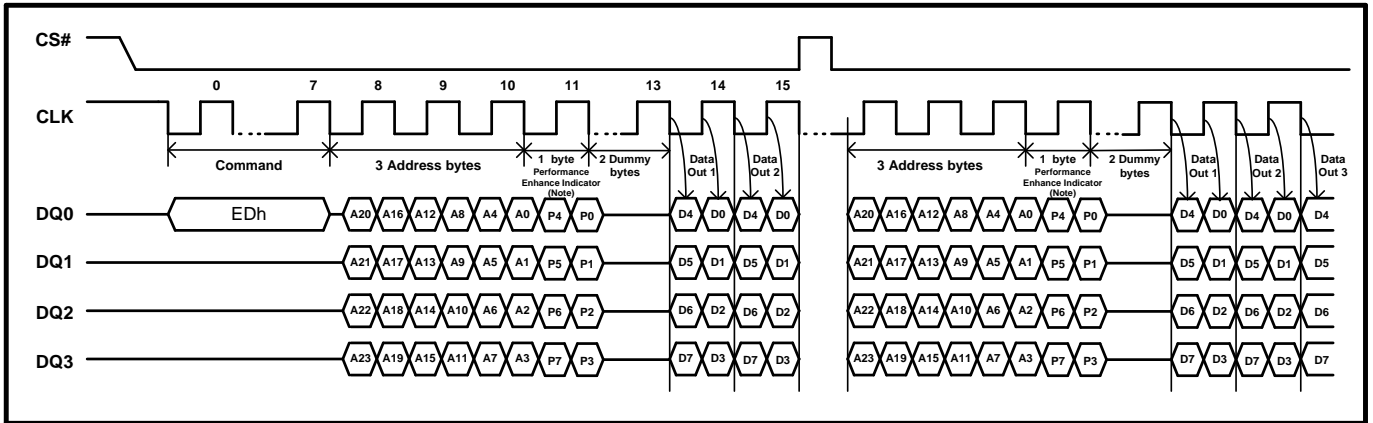 CS#
0 7 8 9 10 11 13 14 15
CLK
Command 3 Address bytes 1 byte Performance Enhance Indicator (Note) 2 Dummy bytes Data Out 1 Data Out 2 3 Address bytes 1 byte Performance Enhance Indicator (Note) 2 Dummy bytes Data Out 1 Data Out 2 Data Out 3
DQ0 EDh A20 A16 A12 A8 A4 A0 P4 P0 D4 D0 D4 D0 A20 A16 A12 A8 A4 A0 P4 P0 D4 D0 D4 D0 D4
DQ1 A21 A17 A13 A9 A5 A1 P5 P1 D5 D1 D5 D1 A21 A17 A13 A9 A5 A1 P5 P1 D5 D1 D5 D1 D5
DQ2 A22 A18 A14 A10 A6 A2 P6 P2 D6 D2 D6 D2 A22 A18 A14 A10 A6 A2 P6 P2 D6 D2 D6 D2 D6
DQ3 A23 A19 A15 A11 A7 A3 P7 P3 D7 D3 D7 D3 A23 A19 A15 A11 A7 A3 P7 P3 D7 D3 D7 D3 D7